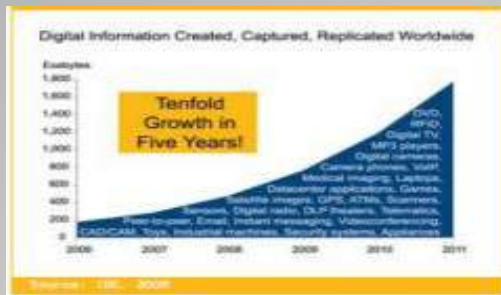 Digital Information Created, Captured, Replicated Worldwide
Exabytes
1,800
1,600
1,400
1,200
1,000
800
600
400
200
0
Tenfold
Growth in
Five Years!
DVD,
RFID,
Digital TV,
MP3 players,
Digital cameras,
Camera phones, VoIP,
Medical imaging, Laptops,
Datacenter applications, Games,
Satellite images, GPS, ATMs, Scanners,
Sensors, Digital radio, DLP theaters, Telematics,
Peer-to-peer, Email, Instant messaging, Videoconferencing,
CAD/CAM, Toys, Industrial machines, Security systems, Appliances
2006 2007 2008 2009 2010 2011
Source: IDC, 2008